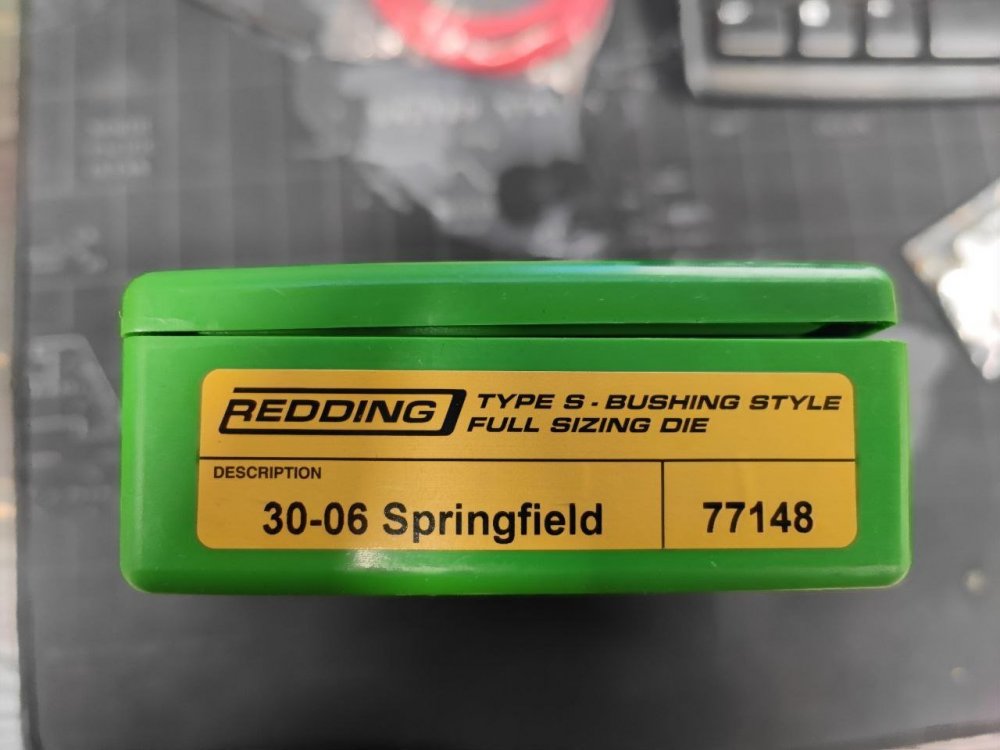 REDDING
TYPE S - BUSHING STYLE
FULL SIZING DIE
DESCRIPTION
30-06 Springfield
77148